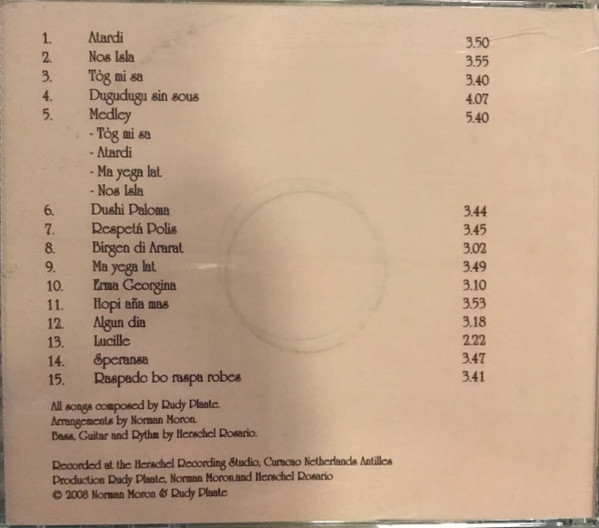 1. Atardi 3.50
2. Nos Isla 3.55
3. Tòg mi sa 3.40
4. Dugudugu sin sous 4.07
5. Medley 5.40
- Tòg mi sa
- Atardi
- Ma yega lat
- Nos Isla
6. Dushi Paloma 3.44
7. Respetá Polis 3.45
8. Birgen di Ararat 3.02
9. Ma yega lat 3.49
10. Erma Georgina 3.10
11. Hopi aña mas 3.53
12. Algun dia 3.18
13. Lucille 2.22
14. Speransa 3.47
15. Raspado bo raspa robes 3.41
All songs composed by Rudy Plaate.
Arrangements by Norman Moron.
Bass, Guitar and Rythm by Herschel Rosario.
Recorded at the Herschel Recording Studio, Curacao Netherlands Antilles
Production Rudy Plaate, Norman Moron.and Herschel Rosario
© 2008 Norman Moron & Rudy Plaate